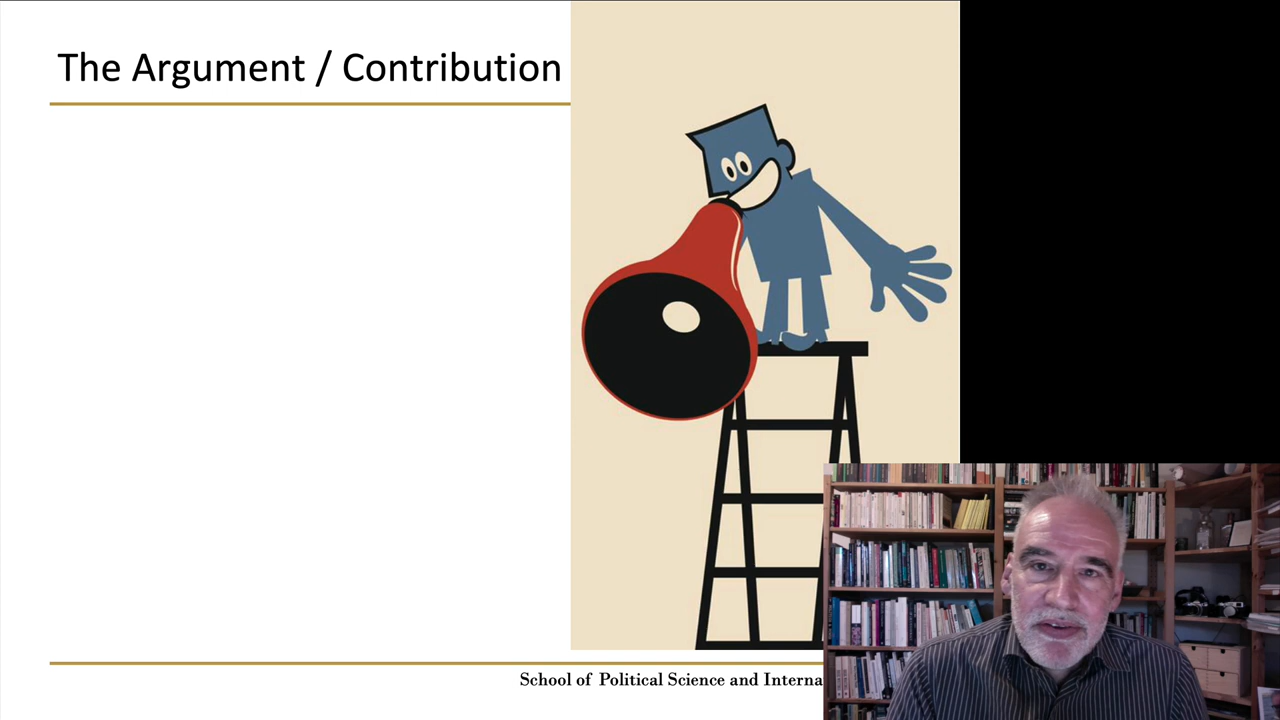 The Argument / Contribution
School of Political Science and Interna